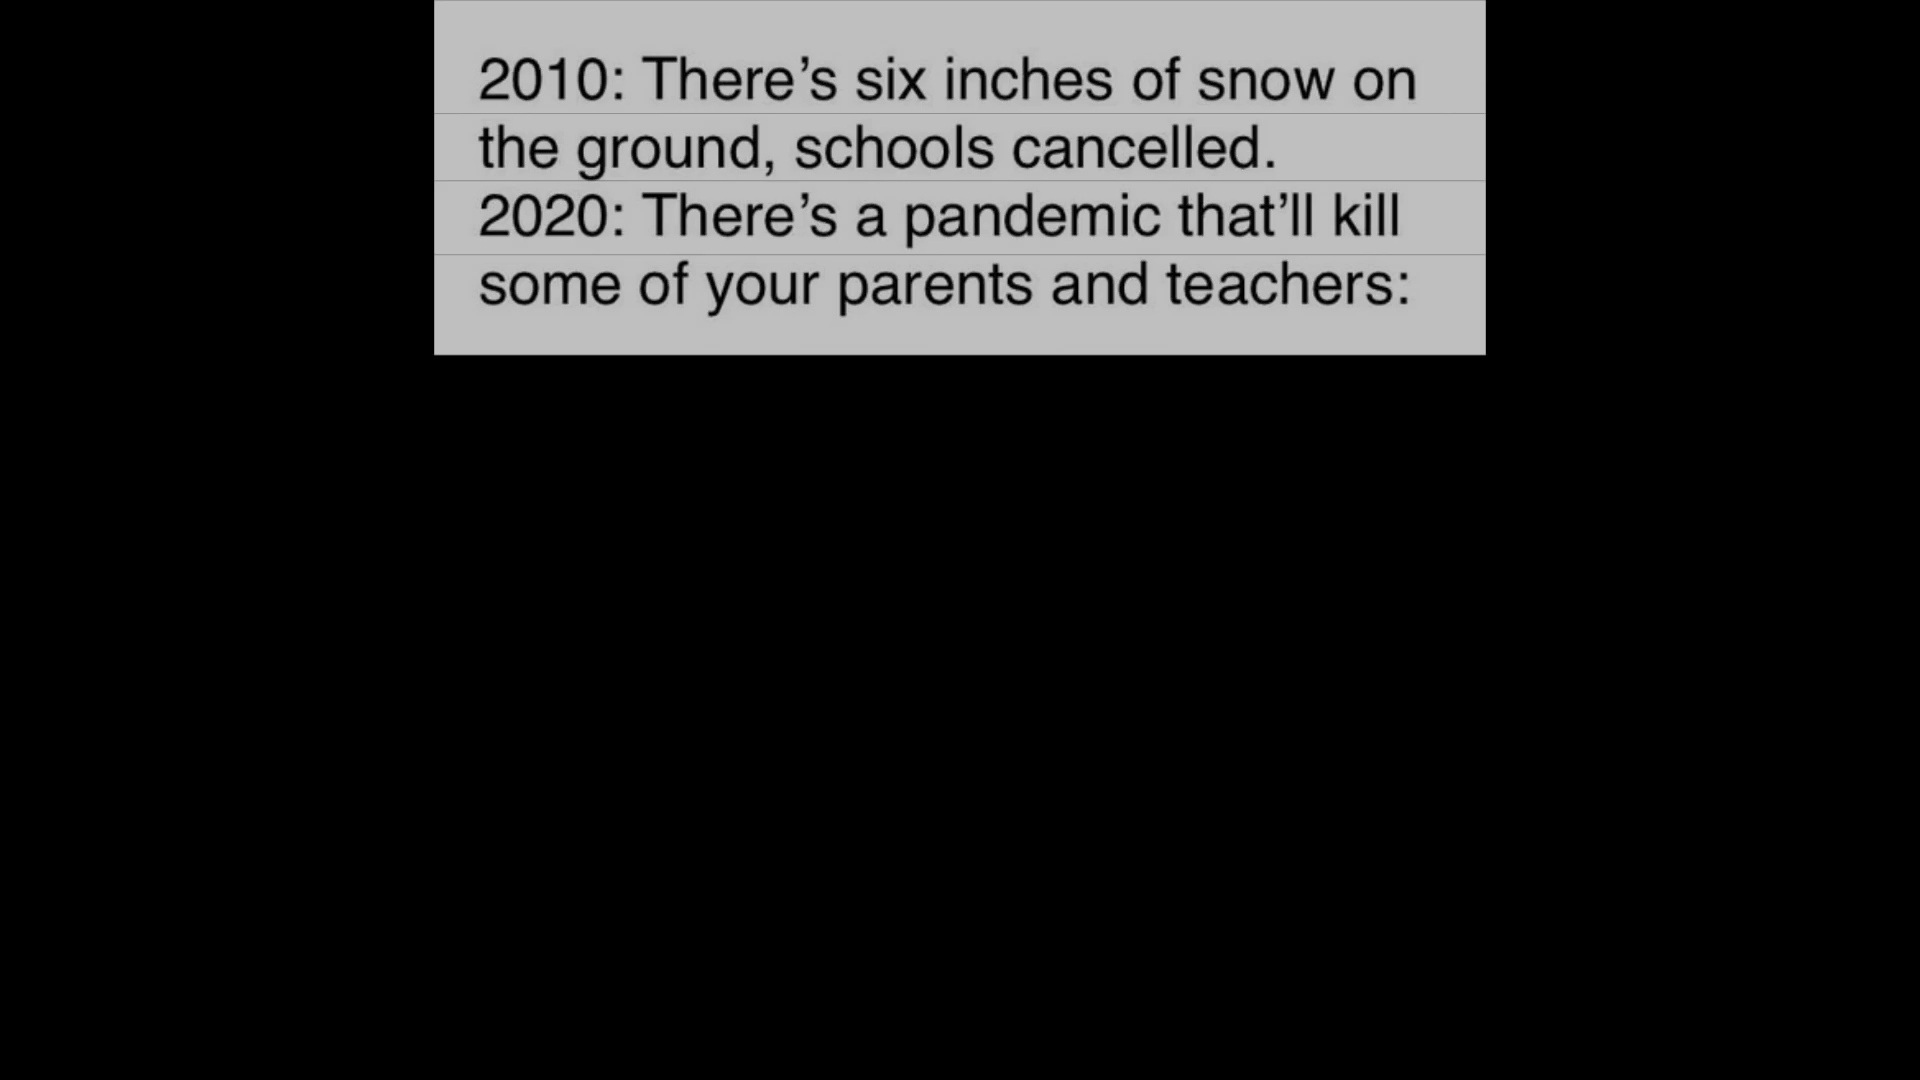 2010: There’s six inches of snow on
the ground, schools cancelled.
2020: There’s a pandemic that’ll kill
some of your parents and teachers: